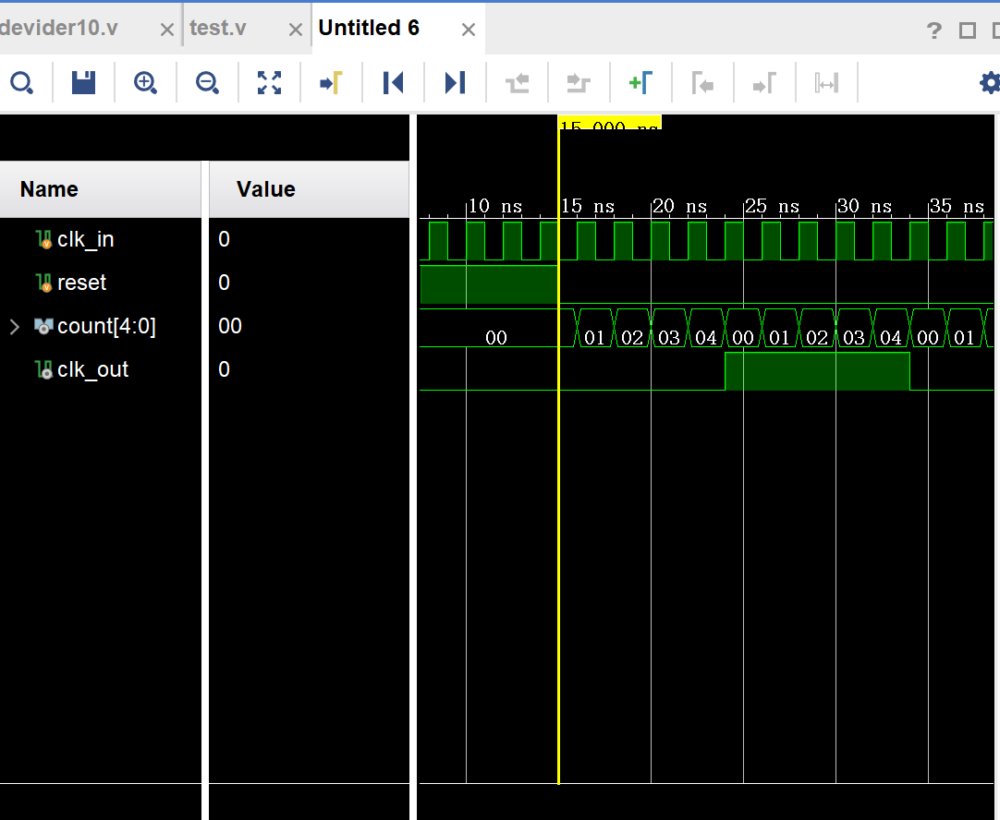 devider10.v
test.v
Untitled 6
?
15.000 ns
Name
Value
10 ns
15 ns
20 ns
25 ns
30 ns
35 ns
clk_in
0
reset
0
count[4:0]
00
00
01
02
03
04
00
01
02
03
04
00
01
clk_out
0